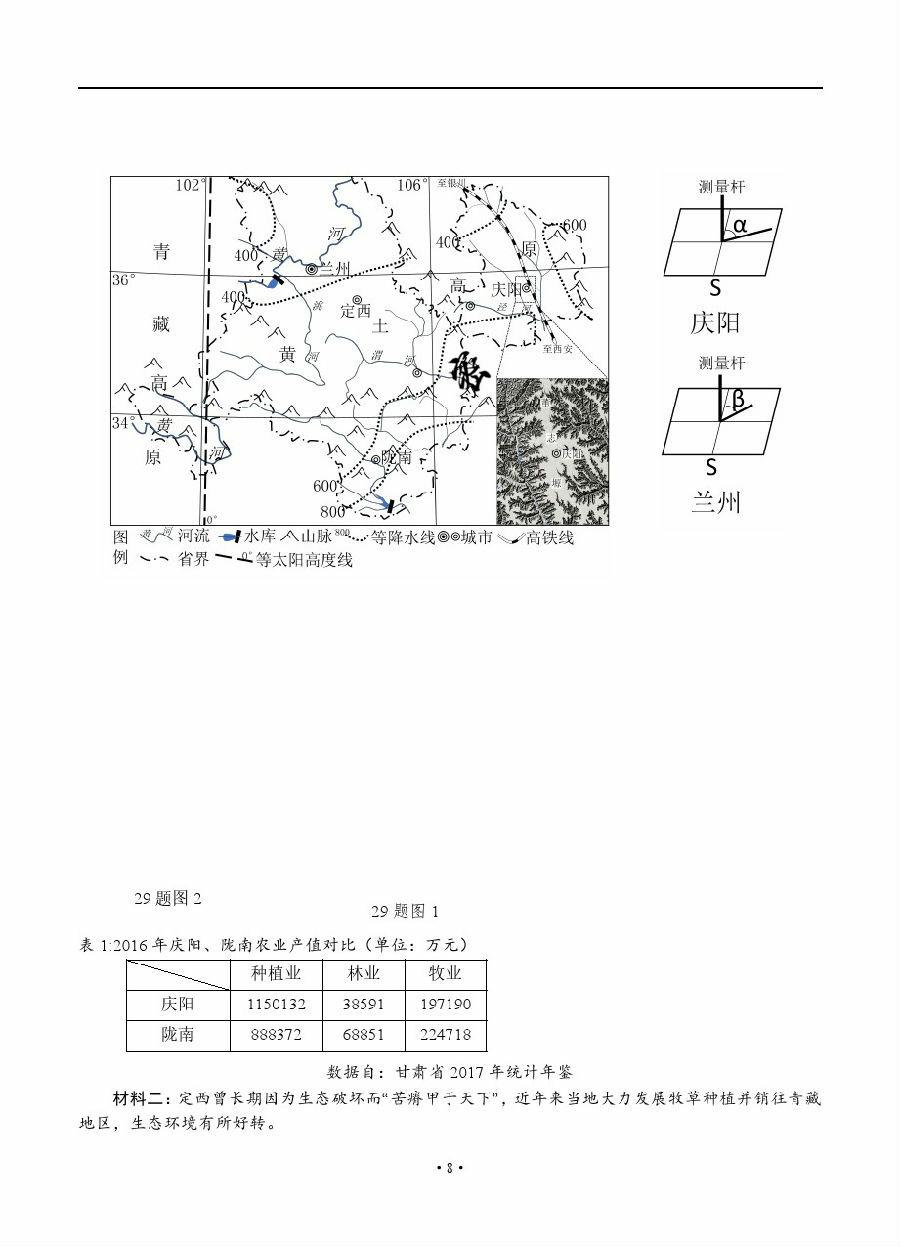 102°
106°
至银川
600
测量杆
α
S
庆阳
青
400
黄
河
400
原
36°
兰州
400
洮
定西
高
庆阳
泾
河
藏
土
黄
河
渭
河
至西安
测量杆
β
S
兰州
高
34°
黄
原
河
陇南
志
庆阳
塬
600
800
0°
图 黄河 河流 水库 山脉 800 等降水线 城市 高铁线
例 省界 0° 等太阳高度线
29 题图 2
29 题图 1
表 1:2016 年庆阳、陇南农业产值对比（单位：万元）
种植业 林业 牧业
庆阳 1150132 38591 197190
陇南 888372 68851 224718
数据自：甘肃省 2017 年统计年鉴
材料二：定西曾长期因为生态破坏而“苦瘠甲于天下”，近年来当地大力发展牧草种植并销往青藏
地区，生态环境有所好转。
·8·